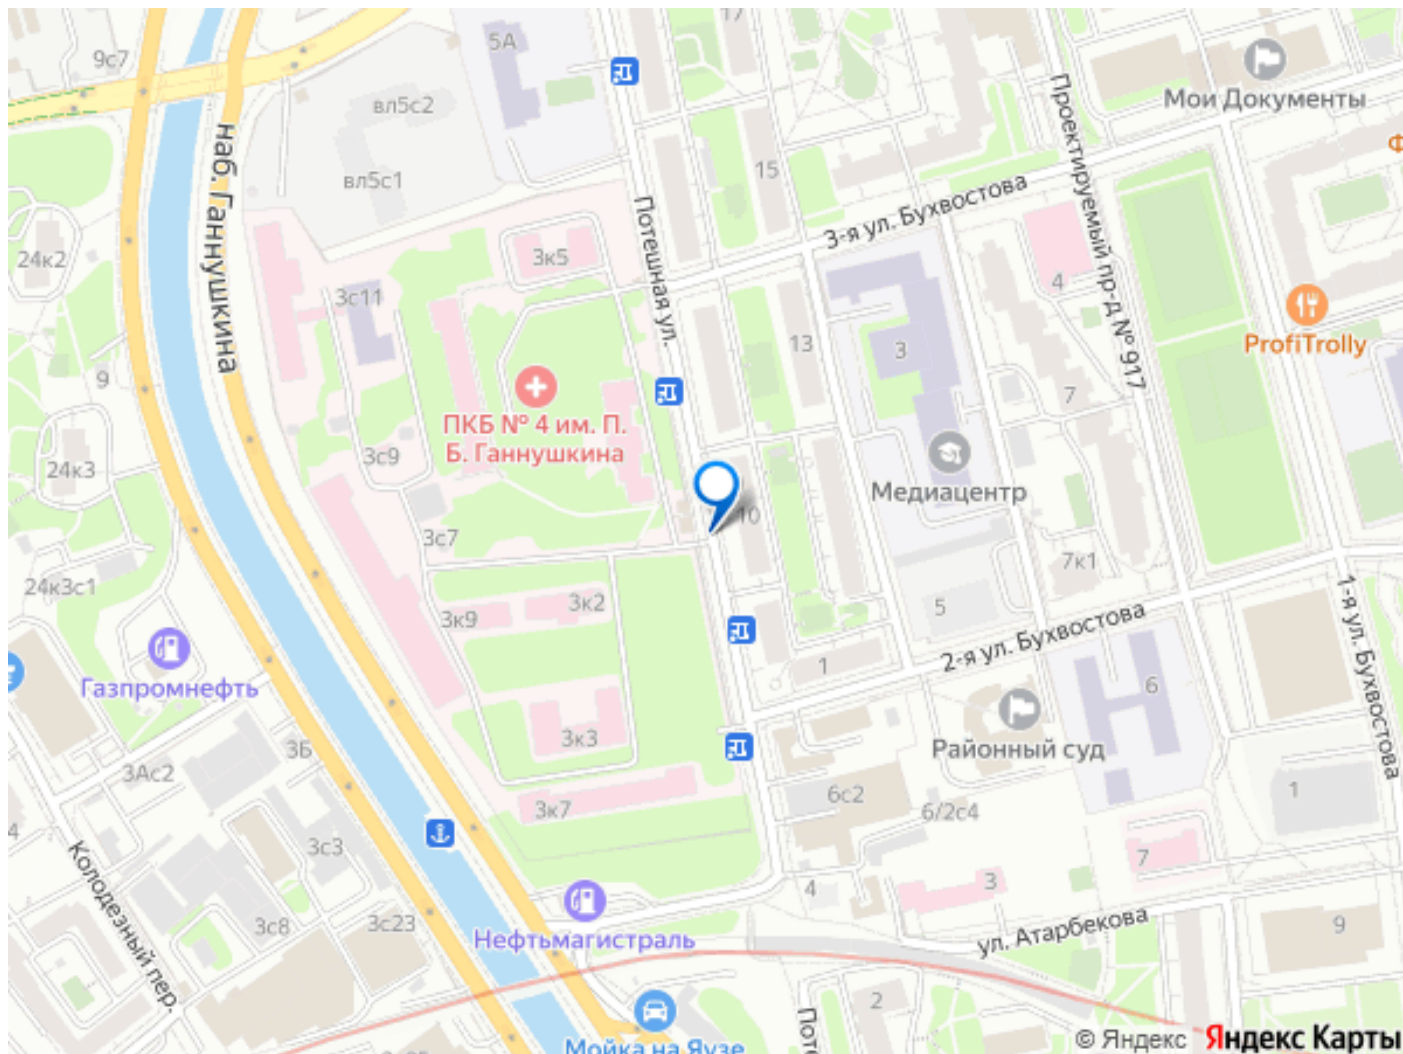 17
5А
9с7
Мои Документы
вл5с2
наб. Ганнушкина
Проектируемый пр-д № 917
15
вл5с1
3-я ул. Бухвостова
Потешная ул.
24к2
3к5
4
3с11
ProfiTrolly
13
3
9
7
ПКБ № 4 им. П.
Б. Ганнушкина
3с9
24к3
Медиацентр
10
3с7
7к1
24к3с1
3к2
5
3к9
2-я ул. Бухвостова
1-я ул. Бухвостова
1
Газпромнефть
6
3к3
Районный суд
3Б
3Ас2
6с2
1
3к7
6/2с4
4
3с3
7
Колодезный пер.
4
3
3с8
3с23
ул. Атарбекова
9
Нефтьмагистраль
2
Мойка на Яузе
© Яндекс Яндекс Карты